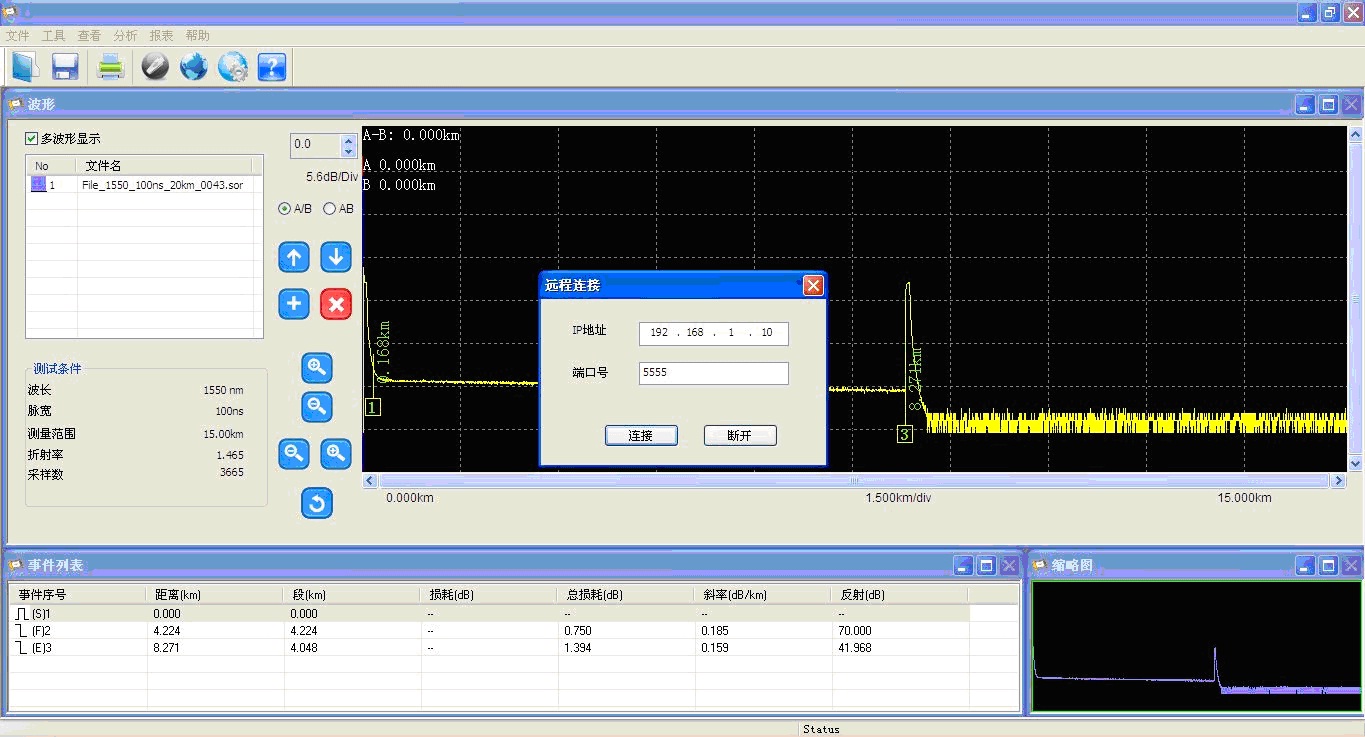 文件 工具 查看 分析 报表 帮助
波形
多波形显示
No 文件名
1 File_1550_100ns_20km_0043.sor
0.0
5.6dB/Div
A/B AB
测试条件
波长 1550 nm
脉宽 100ns
测量范围 15.00km
折射率 1.465
采样数 3665
A-B: 0.000km
A 0.000km
B 0.000km
0.168km
1
8.271km
3
远程连接
IP地址 192 . 168 . 1 . 10
端口号 5555
连接 断开
0.000km 1.500km/div 15.000km
事件列表
事件序号 距离(km) 段(km) 损耗(dB) 总损耗(dB) 斜率(dB/km) 反射(dB)
(S)1 0.000 0.000 -- -- -- --
(F)2 4.224 4.224 -- 0.750 0.185 70.000
(E)3 8.271 4.048 -- 1.394 0.159 41.968
缩略图
Status